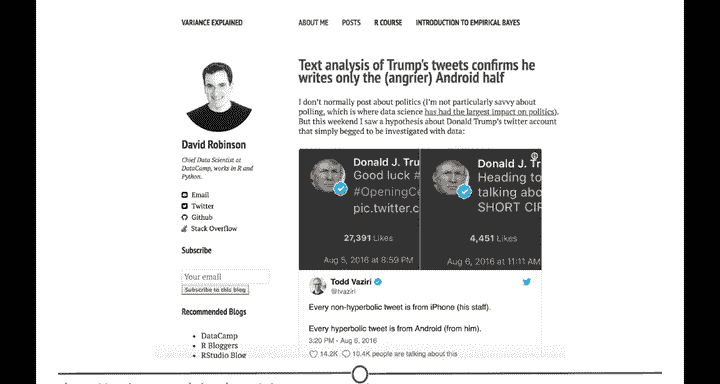 VARIANCE EXPLAINED
ABOUT ME POSTS R COURSE INTRODUCTION TO EMPIRICAL BAYES
David Robinson
Chief Data Scientist at
DataCamp, works in R and
Python.
Email
Twitter
Github
Stack Overflow
Subscribe
Your email
Subscribe to this blog
Recommended Blogs
DataCamp
R Bloggers
RStudio Blog
Text analysis of Trump's tweets confirms he
writes only the (angrier) Android half
I don't normally post about politics (I'm not particularly savvy about
polling, which is where data science has had the largest impact on politics).
But this weekend I saw a hypothesis about Donald Trump's twitter account
that simply begged to be investigated with data:
Donald J. Tru
Good luck #
#OpeningCe
pic.twitter.c
27,391 Likes
Aug 5, 2016 at 8:59 PM
Donald J. Tr
Heading to
talking abo
SHORT CIR
4,451 Likes
Aug 6, 2016 at 11:11 AM
Todd Vaziri
@tvaziri
Every non-hyperbolic tweet is from iPhone (his staff).
Every hyperbolic tweet is from Android (from him).
3:20 PM - Aug 6, 2016
14.2K 10.4K people are talking about this